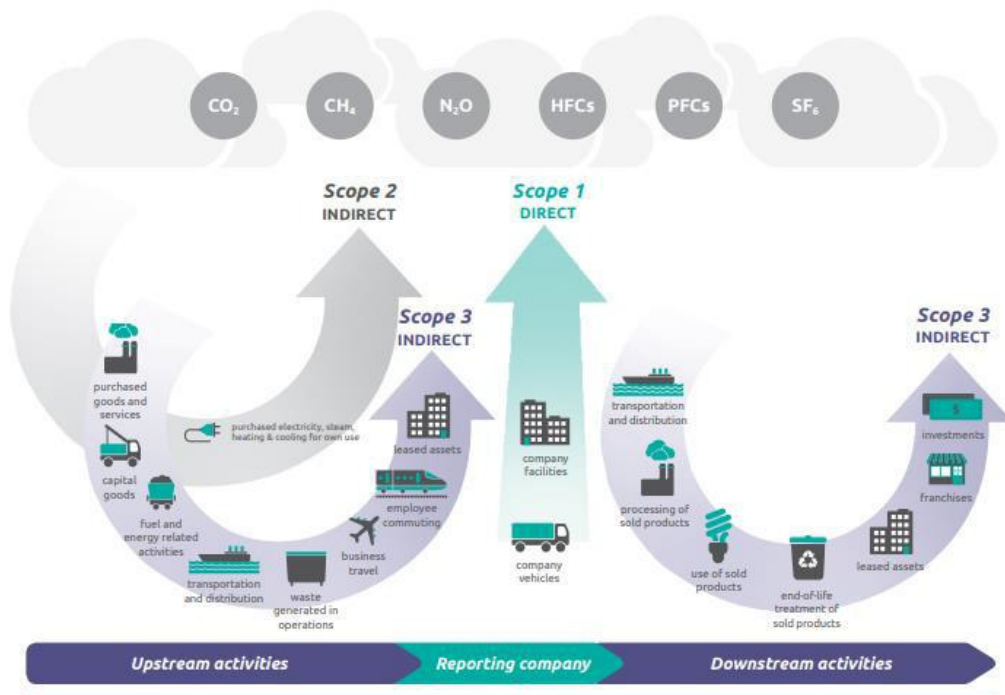 CO₂
CH₄
N₂O
HFCs
PFCs
SF₆
Scope 2
INDIRECT
Scope 1
DIRECT
Scope 3
INDIRECT
Scope 3
INDIRECT
purchased
goods and
services
capital
goods
fuel and
energy related
activities
transportation
and distribution
waste
generated in
operations
business
travel
employee
commuting
leased assets
purchased electricity, steam,
heating & cooling for own use
company
facilities
company
vehicles
transportation
and distribution
processing of
sold products
use of sold
products
end-of-life
treatment of
sold products
leased assets
franchises
investments
$
Upstream activities
Reporting company
Downstream activities